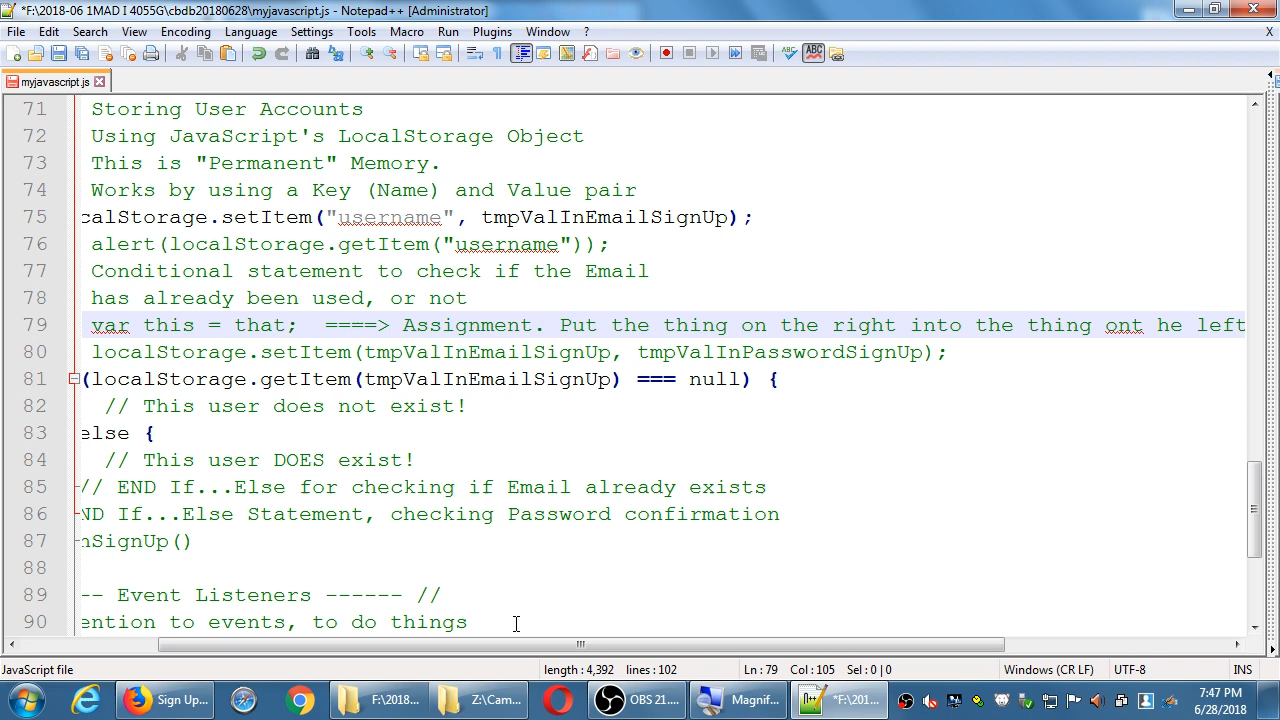 *F:\2018-06 1MAD I 4055G\cbdb20180628\myjavascript.js - Notepad++ [Administrator]
File Edit Search View Encoding Language Settings Tools Macro Run Plugins Window ? X
myjavascript.js
71 Storing User Accounts
72 Using JavaScript's LocalStorage Object
73 This is "Permanent" Memory.
74 Works by using a Key (Name) and Value pair
75 calStorage.setItem("username", tmpValInEmailSignUp);
76 alert(localStorage.getItem("username"));
77 Conditional statement to check if the Email
78 has already been used, or not
79 var this = that;  ====> Assignment. Put the thing on the right into the thing ont he left
80 localStorage.setItem(tmpValInEmailSignUp, tmpValInPasswordSignUp);
81 (localStorage.getItem(tmpValInEmailSignUp) === null) {
82 // This user does not exist!
83 else {
84 // This user DOES exist!
85 // END If...Else for checking if Email already exists
86 ND If...Else Statement, checking Password confirmation
87 nSignUp()
88
89 -- Event Listeners ------ //
90 ention to events, to do things
JavaScript file length : 4,392 lines : 102 Ln : 79 Col : 105 Sel : 0 | 0 Windows (CR LF) UTF-8 INS
Sign Up... F:\2018... Z:\Cam... OBS 21.... Magnif... *F:\201... 7:47 PM
6/28/2018